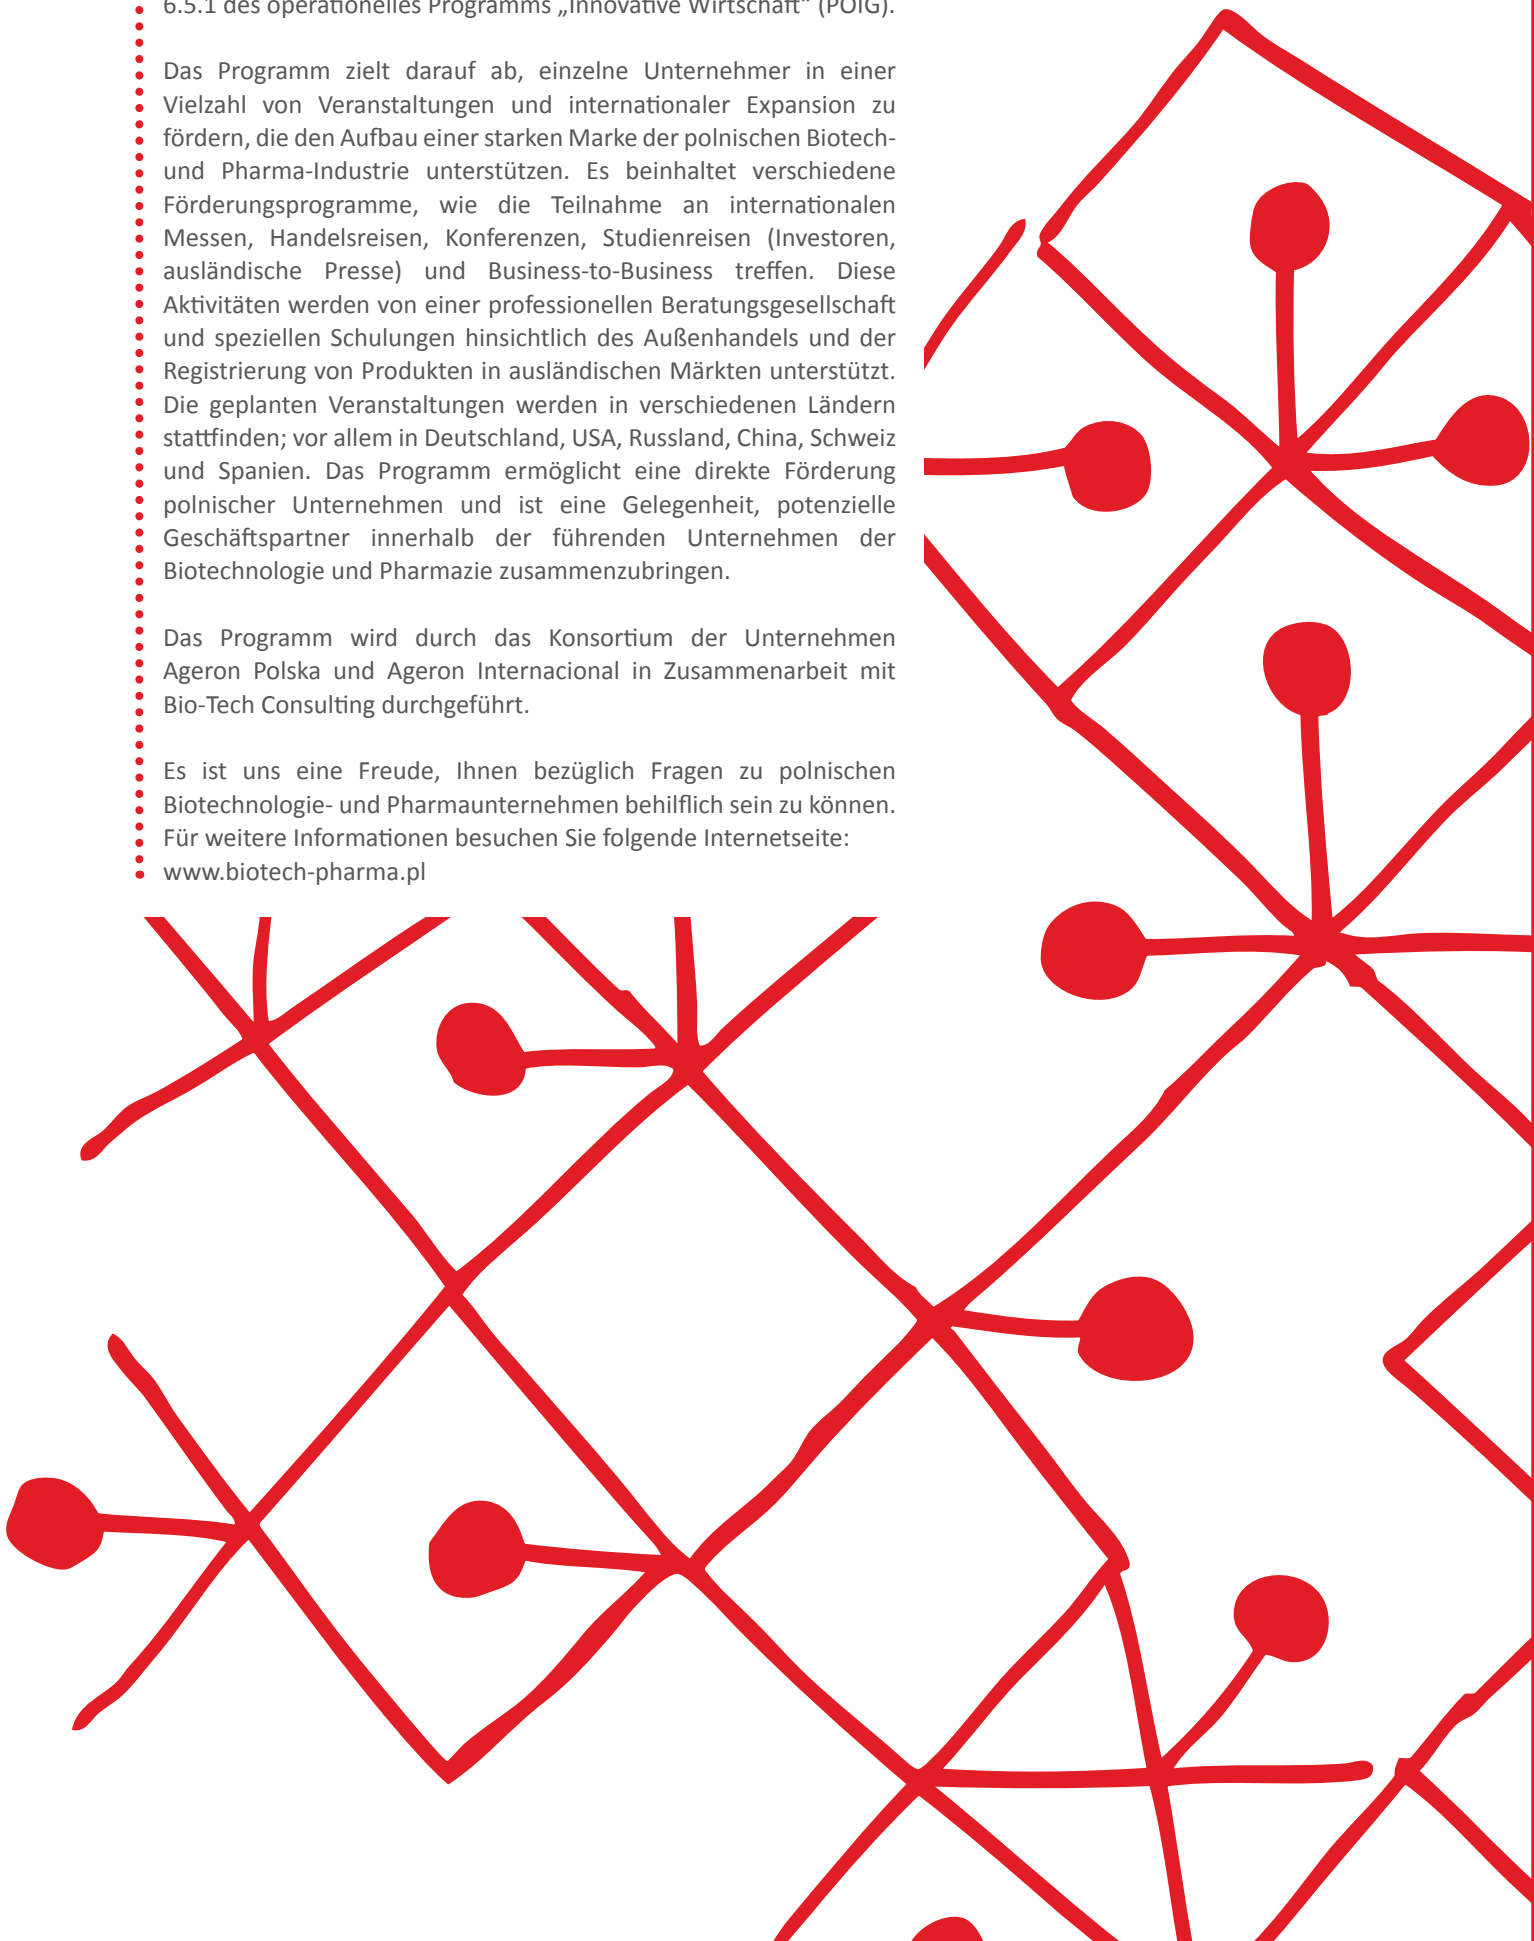 6.5.1 des operationelles Programms „Innovative Wirtschaft“ (POIG).
Das Programm zielt darauf ab, einzelne Unternehmer in einer
Vielzahl von Veranstaltungen und internationaler Expansion zu
fördern, die den Aufbau einer starken Marke der polnischen Biotech-
und Pharma-Industrie unterstützen. Es beinhaltet verschiedene
Förderungsprogramme, wie die Teilnahme an internationalen
Messen, Handelsreisen, Konferenzen, Studienreisen (Investoren,
ausländische Presse) und Business-to-Business treffen. Diese
Aktivitäten werden von einer professionellen Beratungsgesellschaft
und speziellen Schulungen hinsichtlich des Außenhandels und der
Registrierung von Produkten in ausländischen Märkten unterstützt.
Die geplanten Veranstaltungen werden in verschiedenen Ländern
stattfinden; vor allem in Deutschland, USA, Russland, China, Schweiz
und Spanien. Das Programm ermöglicht eine direkte Förderung
polnischer Unternehmen und ist eine Gelegenheit, potenzielle
Geschäftspartner innerhalb der führenden Unternehmen der
Biotechnologie und Pharmazie zusammenzubringen.
Das Programm wird durch das Konsortium der Unternehmen
Ageron Polska und Ageron Internacional in Zusammenarbeit mit
Bio-Tech Consulting durchgeführt.
Es ist uns eine Freude, Ihnen bezüglich Fragen zu polnischen
Biotechnologie- und Pharmaunternehmen behilflich sein zu können.
Für weitere Informationen besuchen Sie folgende Internetseite:
www.biotech-pharma.pl